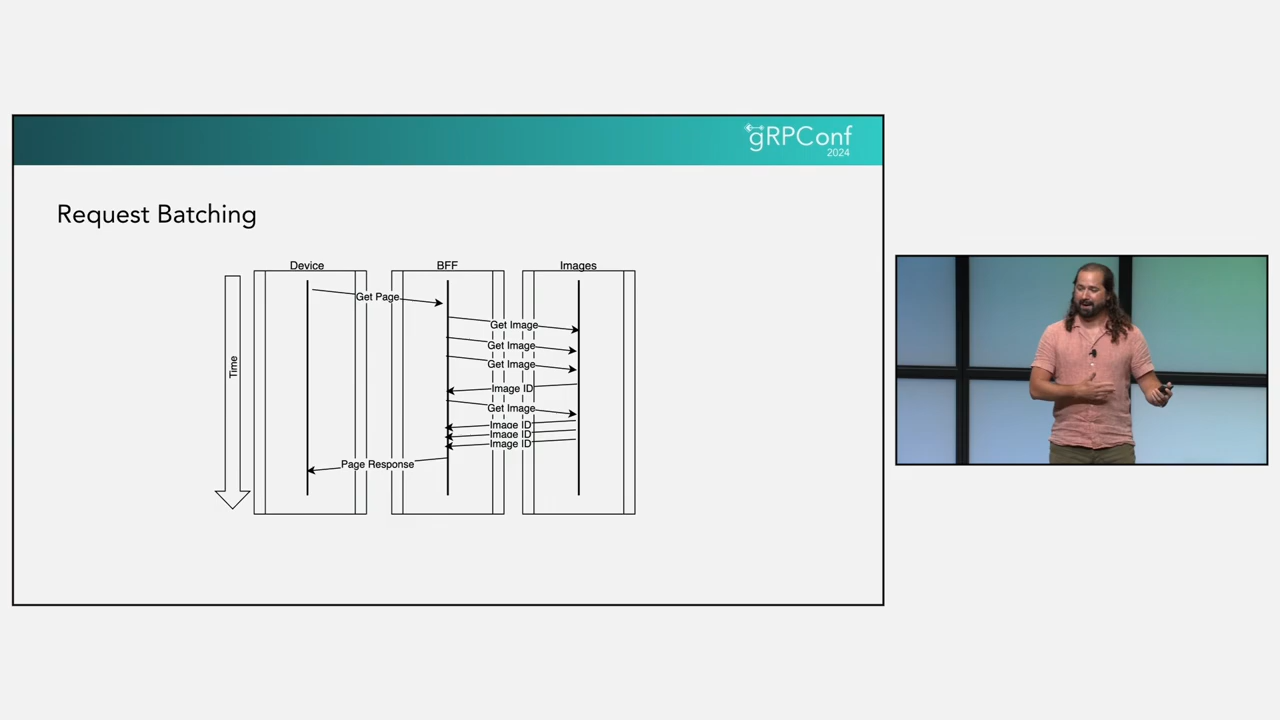 gRPConf
2024
Request Batching
Device
BFF
Images
Time
Get Page
Get Image
Get Image
Get Image
Image ID
Get Image
Image ID
Image ID
Image ID
Page Response